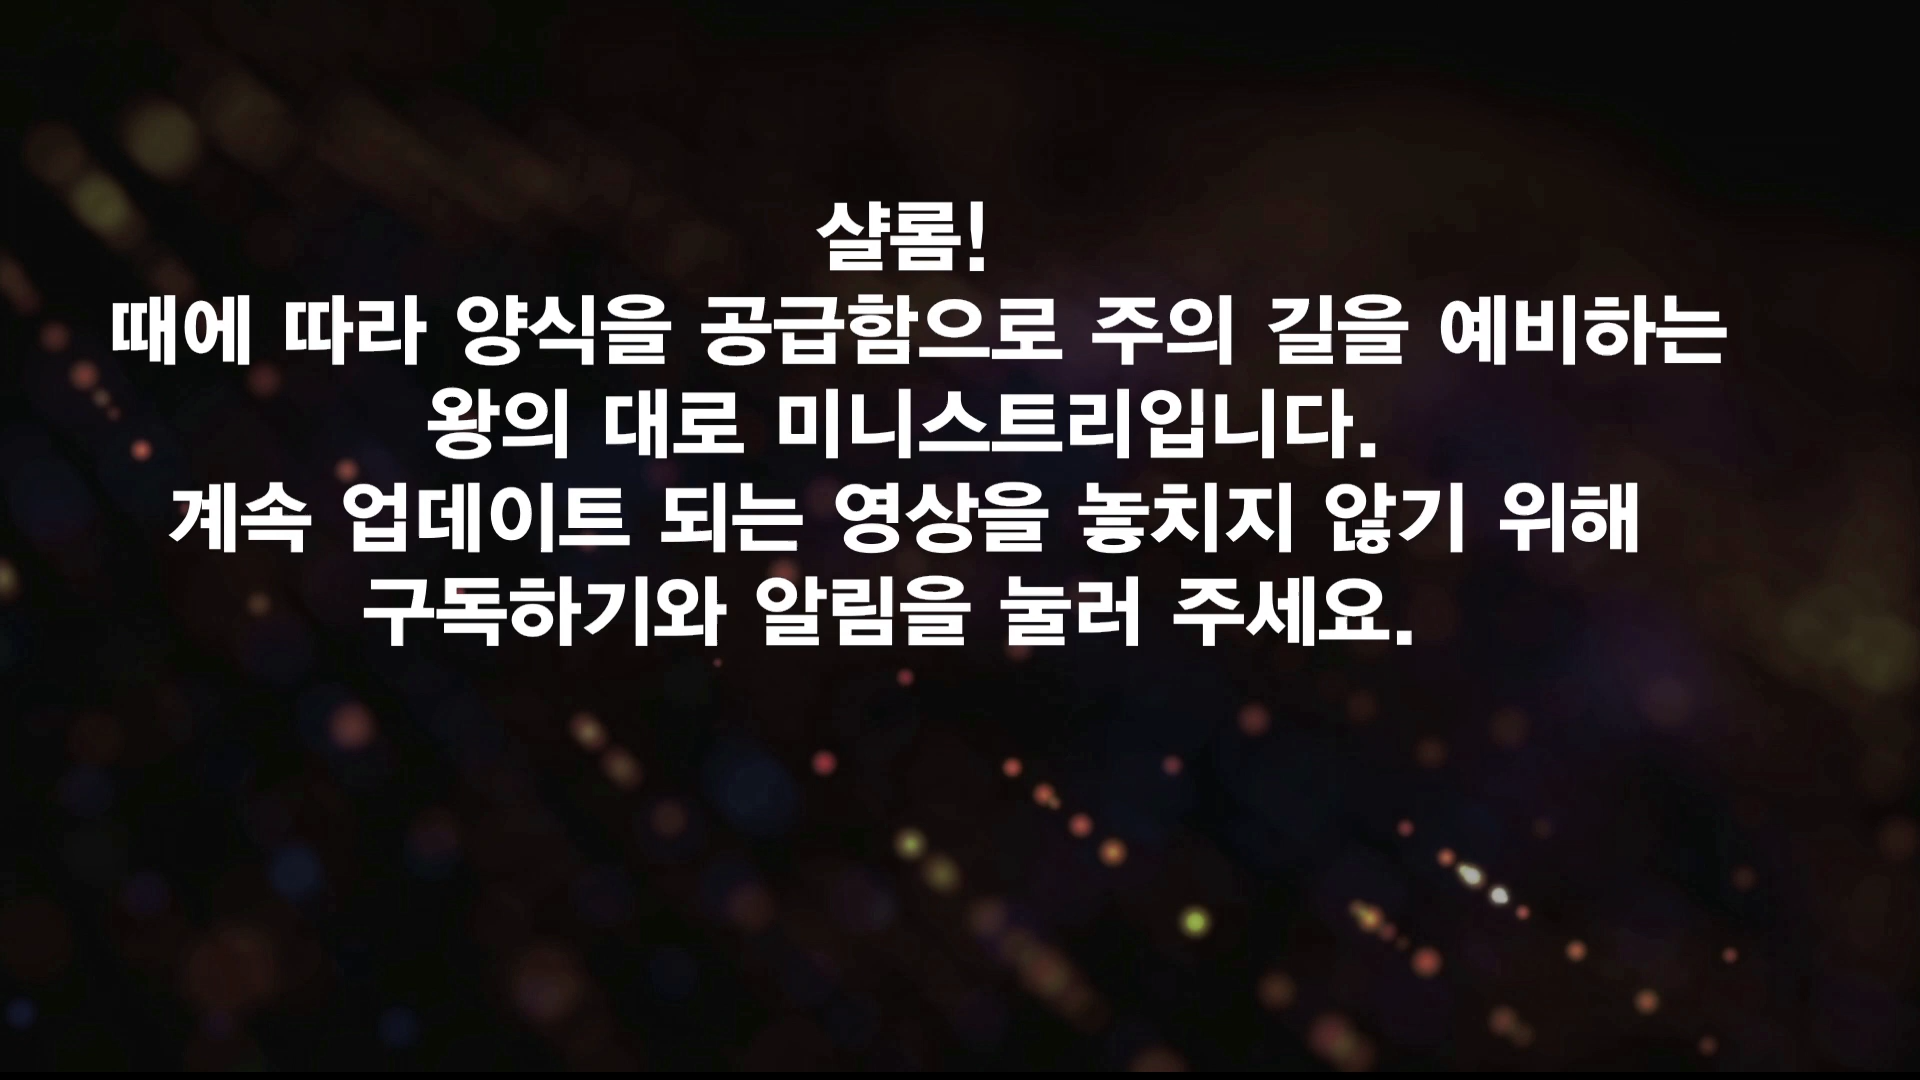 샬롬!
때에 따라 양식을 공급함으로 주의 길을 예비하는
왕의 대로 미니스트리입니다.
계속 업데이트 되는 영상을 놓치지 않기 위해
구독하기와 알림을 눌러 주세요.